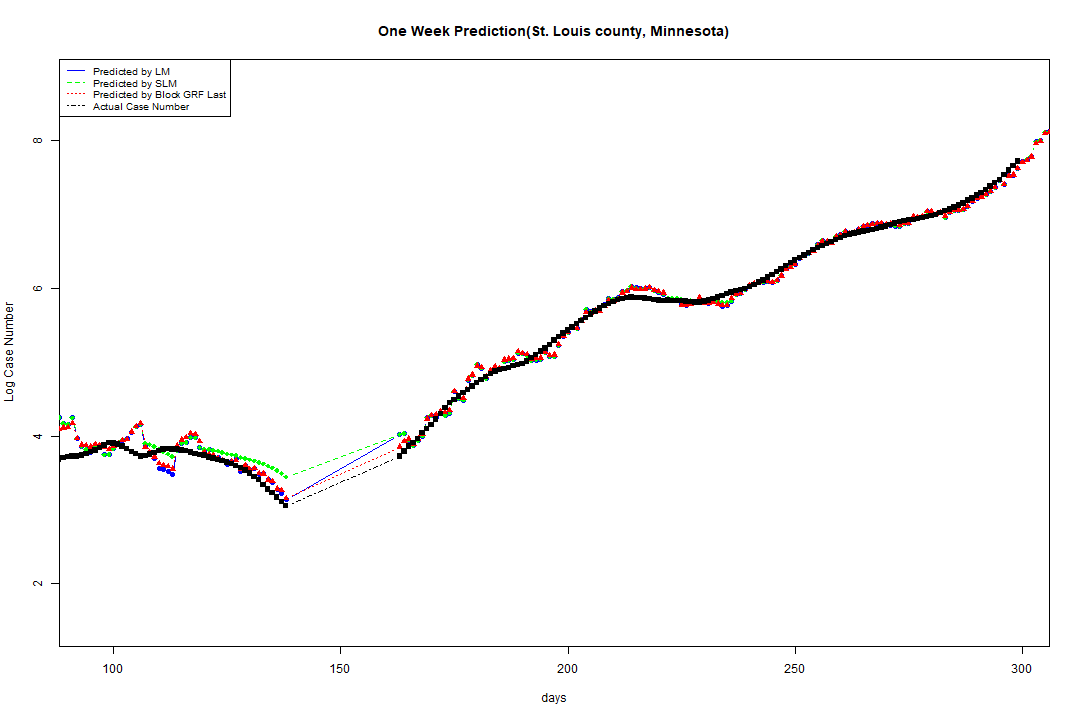 One Week Prediction(St. Louis county, Minnesota)
Predicted by LM
Predicted by SLM
Predicted by Block GRF Last
Actual Case Number
8
6
4
2
Log Case Number
100
150
200
250
300
days